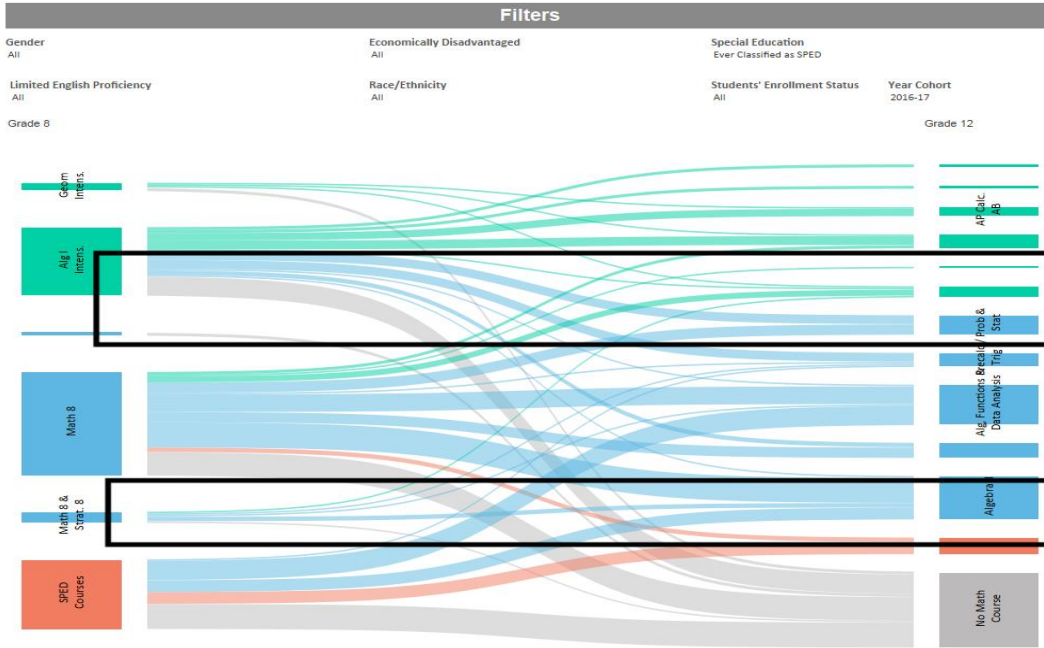 Filters
Gender
All
Economically Disadvantaged
All
Special Education
Ever Classified as SPED
Limited English Proficiency
All
Race/Ethnicity
All
Students' Enrollment Status
All
Year Cohort
2016-17
Grade 8
Grade 12
Geom
Intens.
Alg I
Intens.
Math 8
Math 8 &
Strat. 8
SPED
Courses
AP Calc.
AB
Prob &
Stat
Precalc/
Trig
Alg. Functions &
Data Analysis
Algebra
No Math
Course